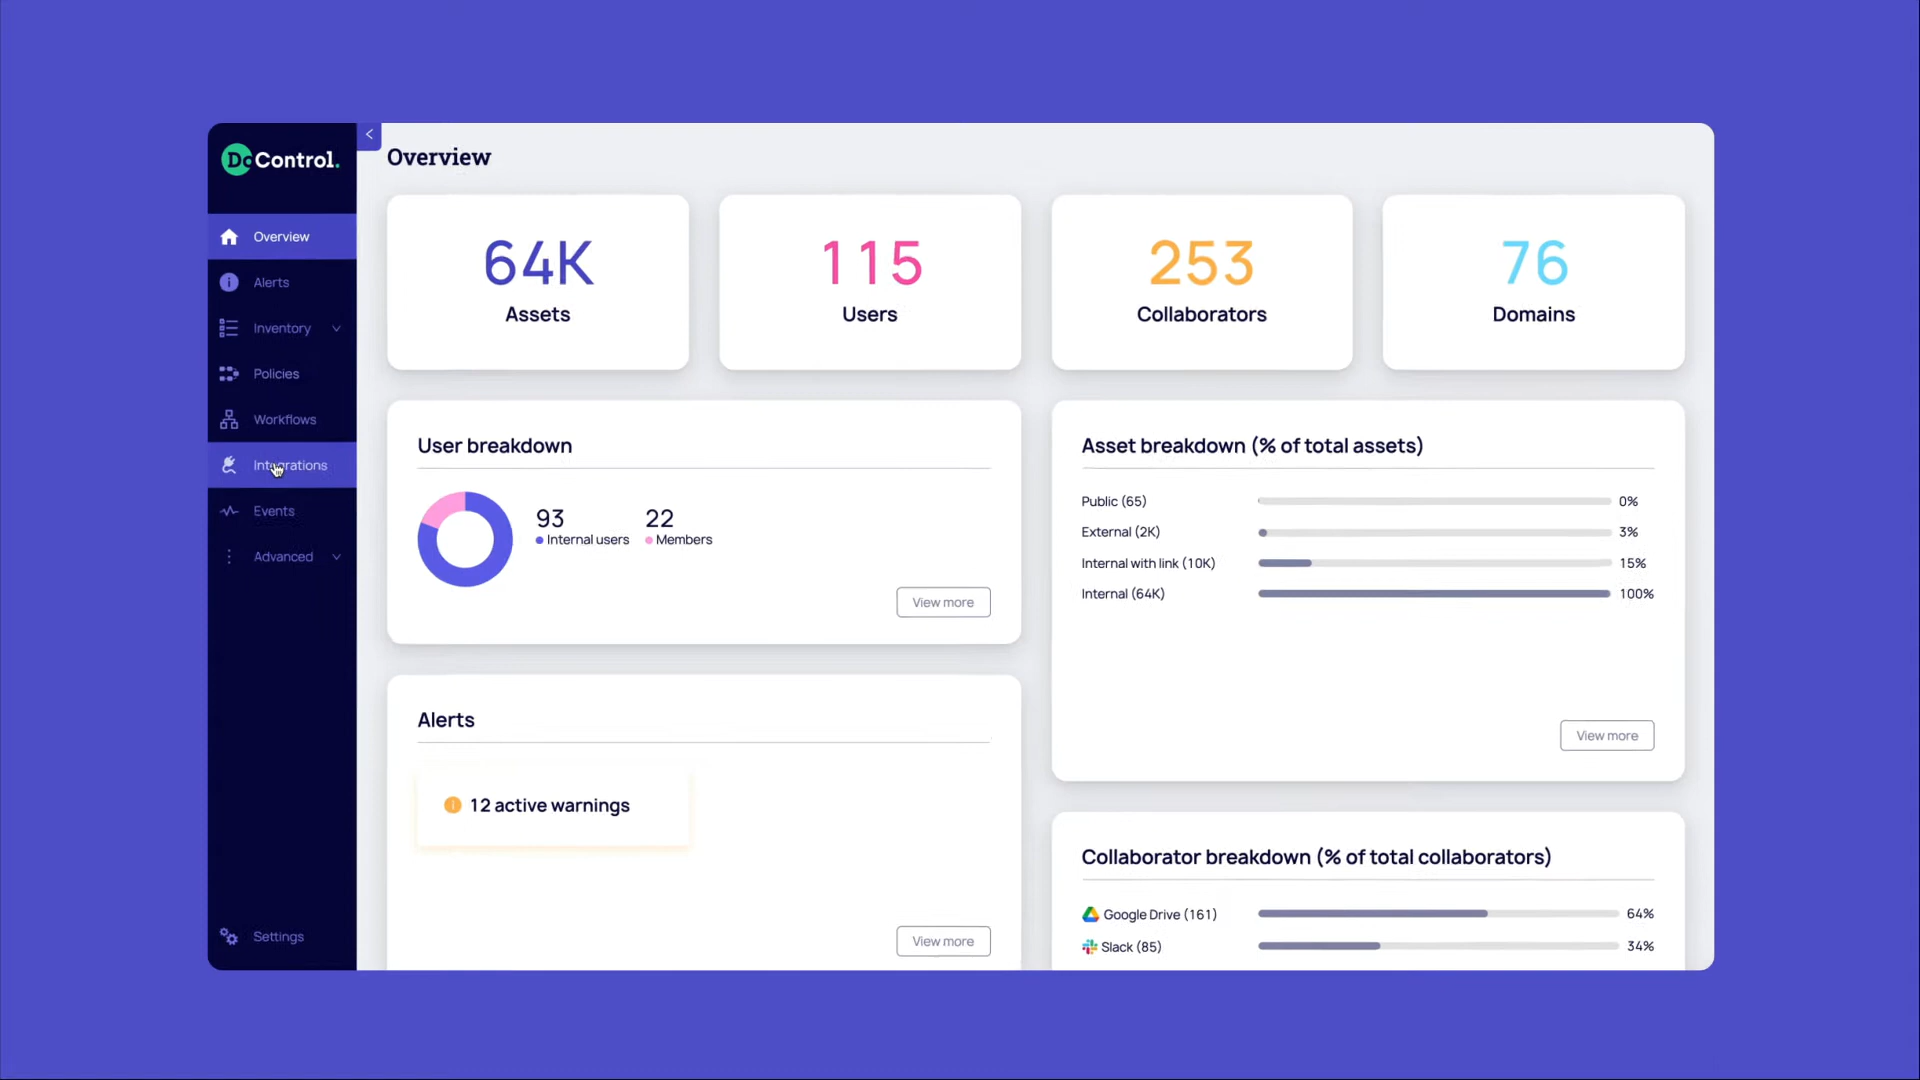 DoControl.
Overview
Alerts
Inventory
Policies
Workflows
Integrations
Events
Advanced
Settings
Overview
64K
Assets
115
Users
253
Collaborators
76
Domains
User breakdown
93
Internal users
22
Members
View more
Asset breakdown (% of total assets)
Public (65) 0%
External (2K) 3%
Internal with link (10K) 15%
Internal (64K) 100%
View more
Alerts
12 active warnings
View more
Collaborator breakdown (% of total collaborators)
Google Drive (161) 64%
Slack (85) 34%